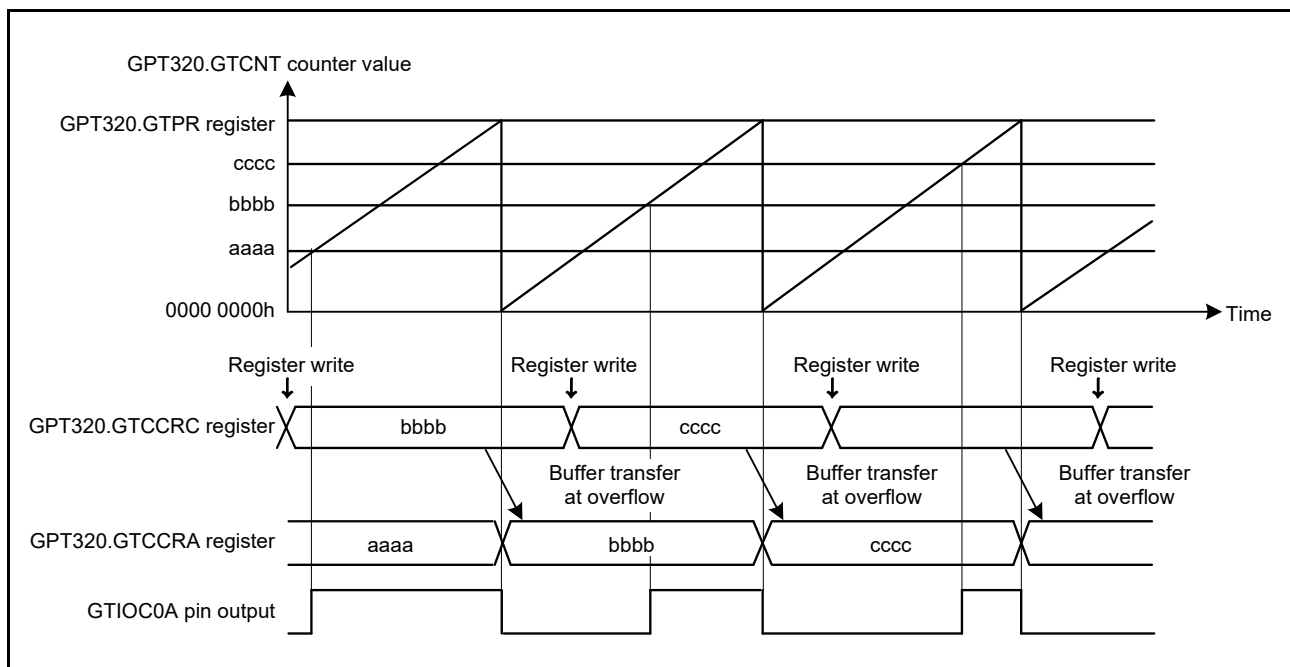 GPT320.GTCNT counter value
GPT320.GTPR register
cccc
bbbb
aaaa
0000 0000h
Time
Register write
Register write
Register write
Register write
GPT320.GTCCRC register
bbbb
cccc
Buffer transfer
at overflow
Buffer transfer
at overflow
Buffer transfer
at overflow
GPT320.GTCCRA register
aaaa
bbbb
cccc
GTIOC0A pin output